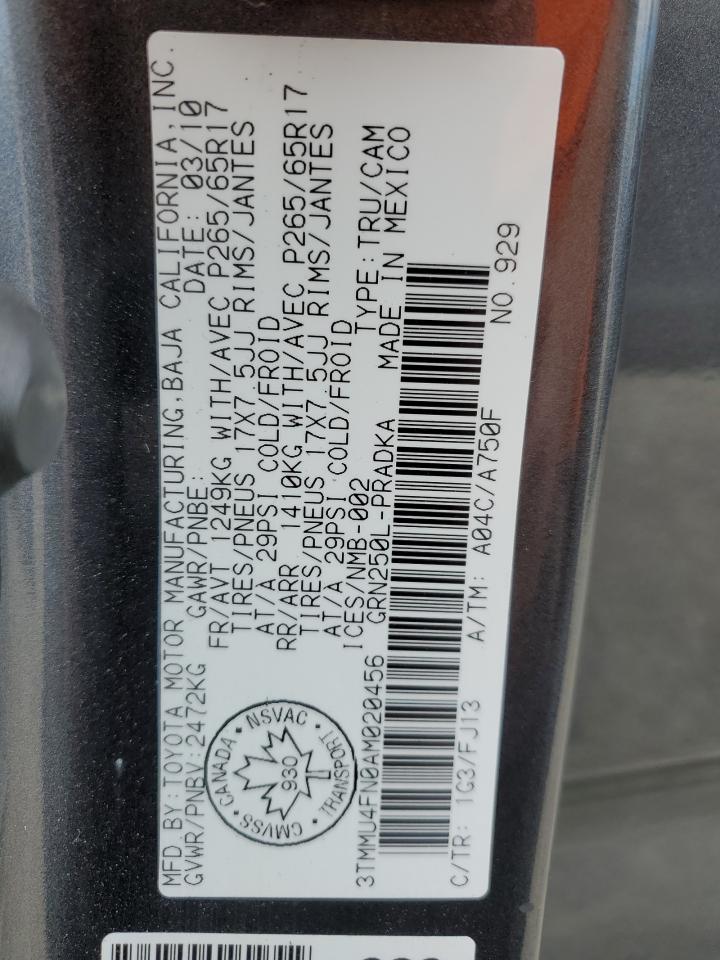 MFD.BY:TOYOTA MOTOR MANUFACTURING,BAJA CALIFORNIA,INC.
GVWR/PNBV:2472KG DATE: 03/10
GAWR/PNBE:
FR/AVT 1249KG WITH/AVEC P265/65R17
TIRES/PNEUS 17X7.5JJ RIMS/JANTES
AT/A 29PSI COLD/FROID
RR/ARR 1410KG WITH/AVEC P265/65R17
TIRES/PNEUS 17X7.5JJ RIMS/JANTES
AT/A 29PSI COLD/FROID
ICES/NMB-002
CANADA • NSVAC • TRANSPORT • CMVSS •
930
3TMMU4FN0AM020456 TYPE:TRU/CAM
GRN250L-PRADKA MADE IN MEXICO
C/TR: 1G3/FJ13 A/TM: A04C/A750F NO.929